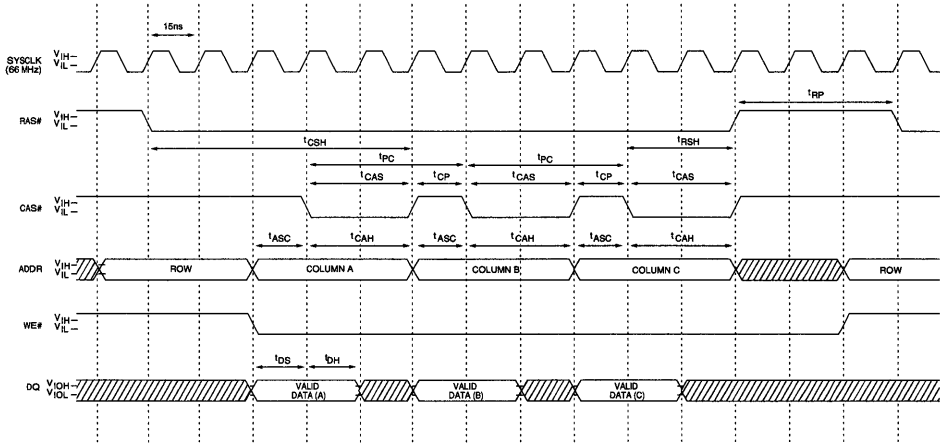 15ns
SYSCLK
(66 MHz)
VIH
VIL
RAS#
VIH
VIL
tRP
tCSH
tRSH
tPC
tPC
tCAS
tCP
tCAS
tCP
tCAS
CAS#
VIH
VIL
tASC
tCAH
tASC
tCAH
tASC
tCAH
ADDR
VIH
VIL
ROW
COLUMN A
COLUMN B
COLUMN C
ROW
WE#
VIH
VIL
tDS
tDH
DQ
VIOH
VIOL
VALID
DATA (A)
VALID
DATA (B)
VALID
DATA (C)